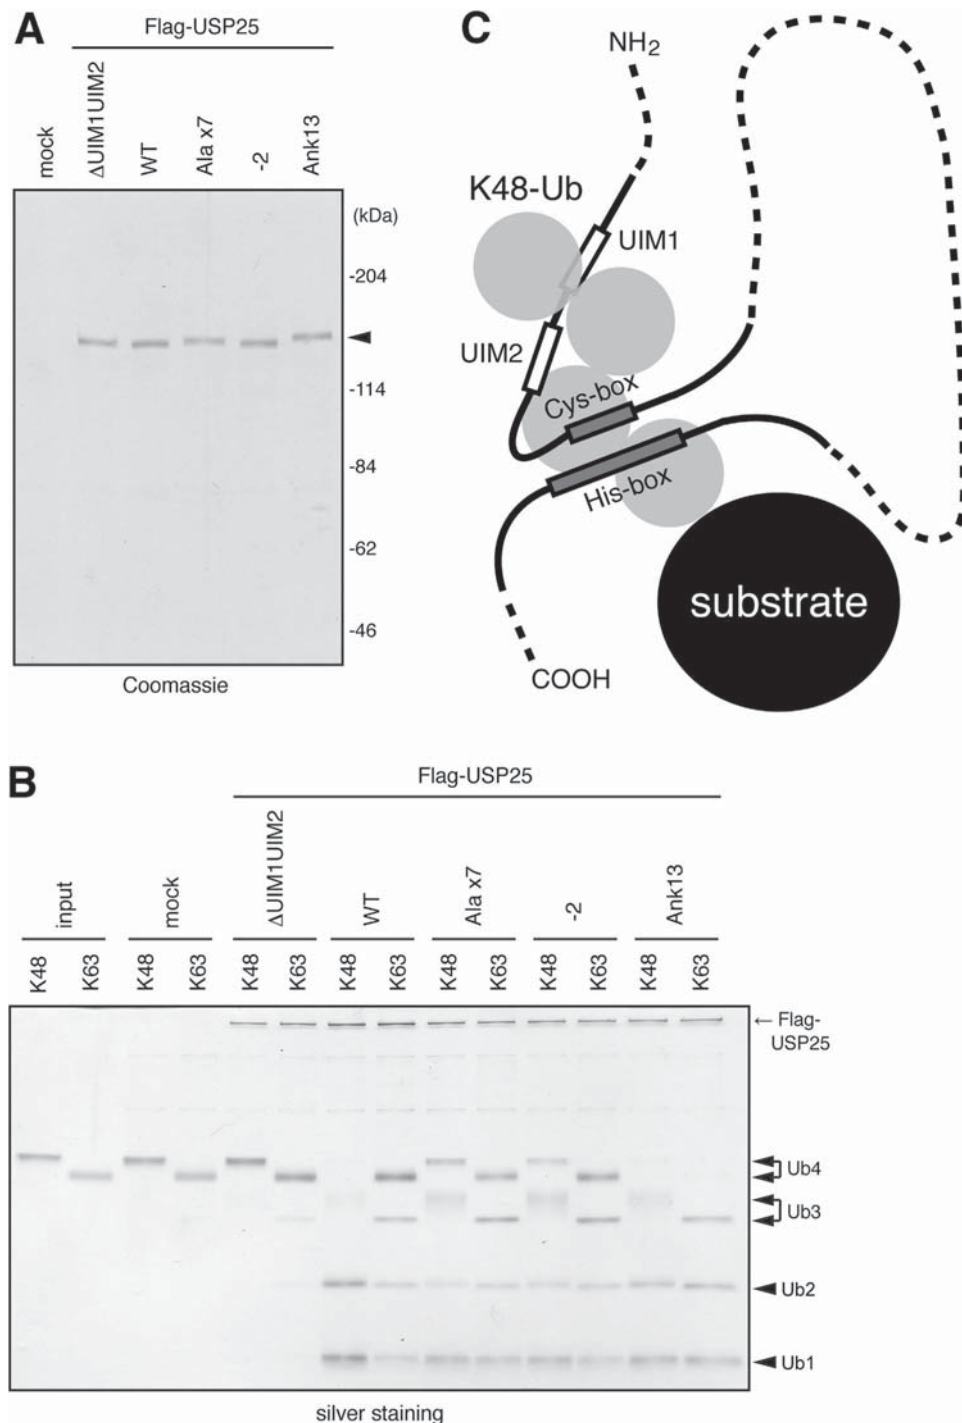 A
Flag-USP25
mock
ΔUIM1UIM2
WT
Ala x7
-2
Ank13
(kDa)
-204
-114
-84
-62
-46
Coomassie
C
NH2
K48-Ub
UIM1
UIM2
Cys-box
His-box
substrate
COOH
B
Flag-USP25
input
mock
ΔUIM1UIM2
WT
Ala x7
-2
Ank13
K48
K63
K48
K63
K48
K63
K48
K63
K48
K63
K48
K63
K48
K63
← Flag-
USP25
Ub4
Ub3
Ub2
Ub1
silver staining